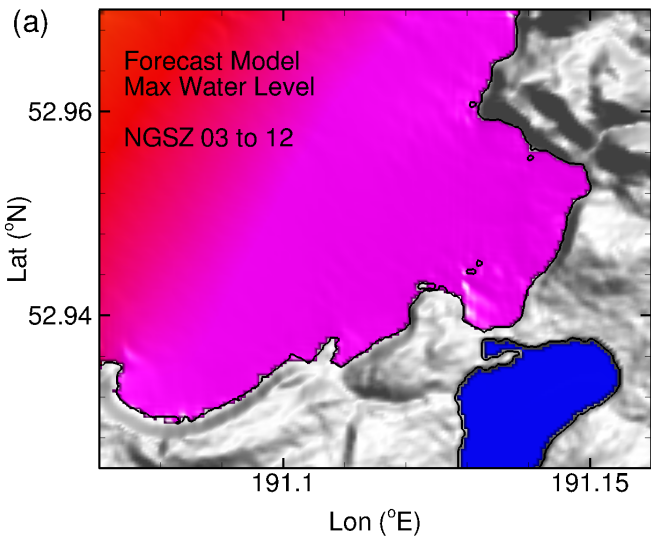 (a)
Forecast Model
Max Water Level
NGSZ 03 to 12
52.96
52.94
Lat (°N)
191.1
191.15
Lon (°E)